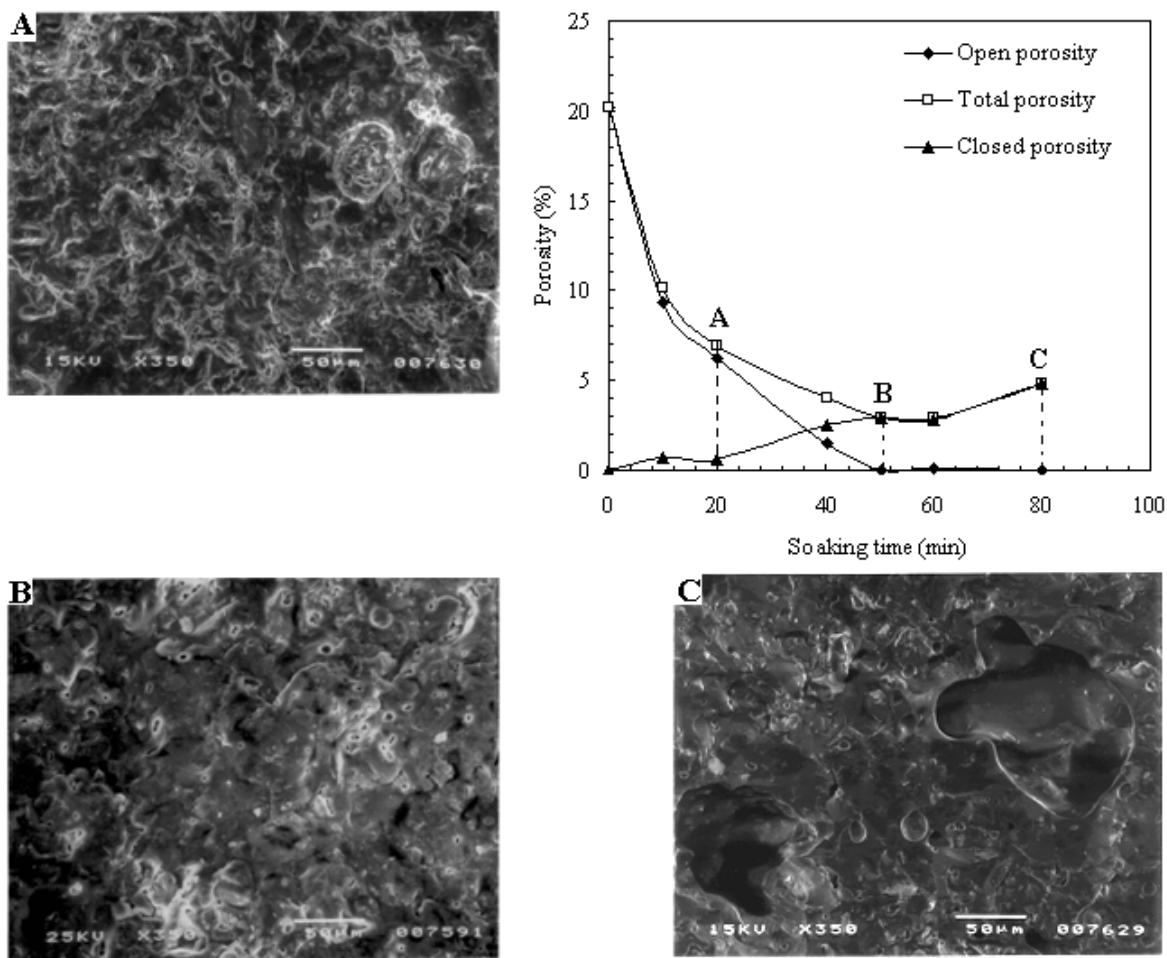 A
15KV X350 50µm 007630
25
20
15
10
5
0
Porosity (%)
Open porosity
Total porosity
Closed porosity
A
B
C
0 20 40 60 80 100
Soaking time (min)
B
25KV X350 50µm 007591
C
15KV X350 50µm 007629